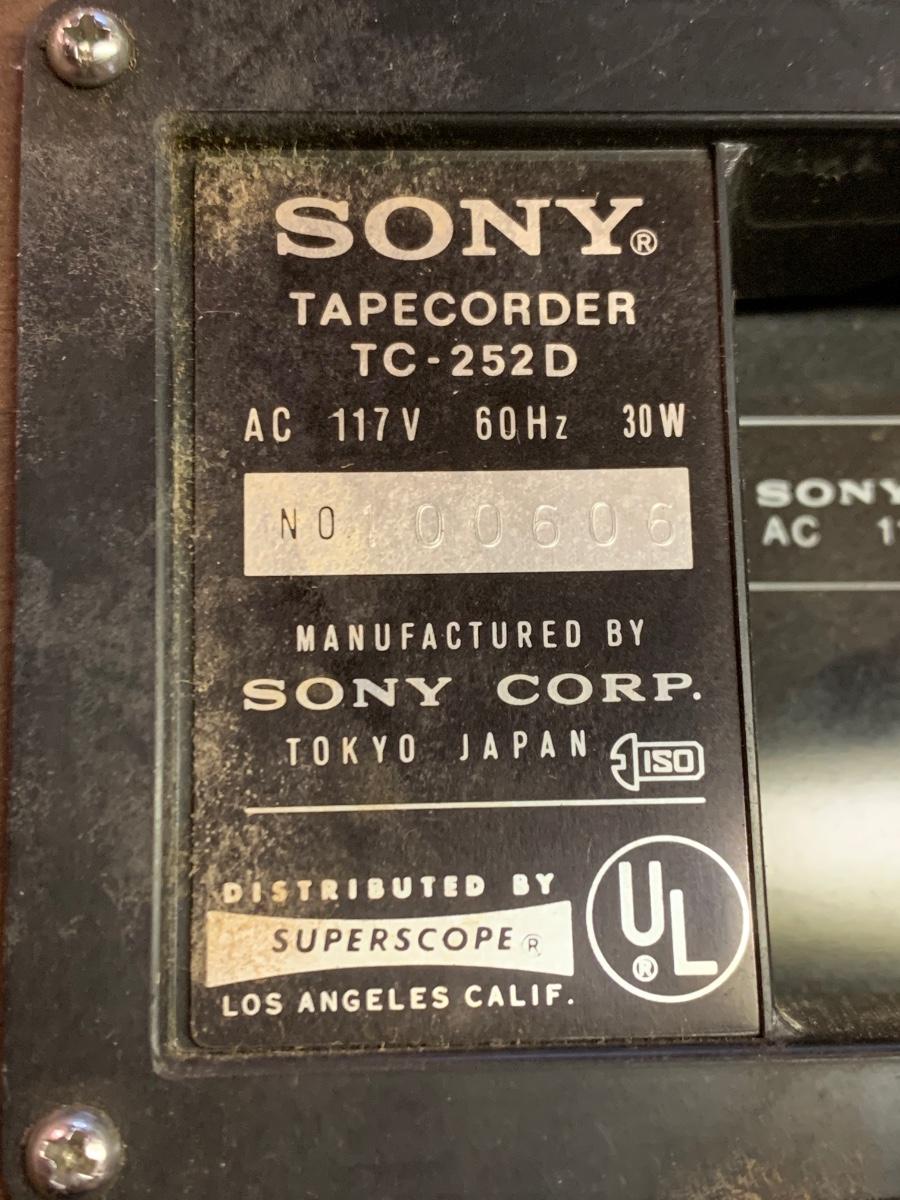 SONY®
TAPECORDER
TC-252D
AC 117V 60Hz 30W
NO. 100606
MANUFACTURED BY
SONY CORP.
TOKYO JAPAN ISO
DISTRIBUTED BY
SUPERSCOPE®
LOS ANGELES CALIF.
UL®
SONY
AC